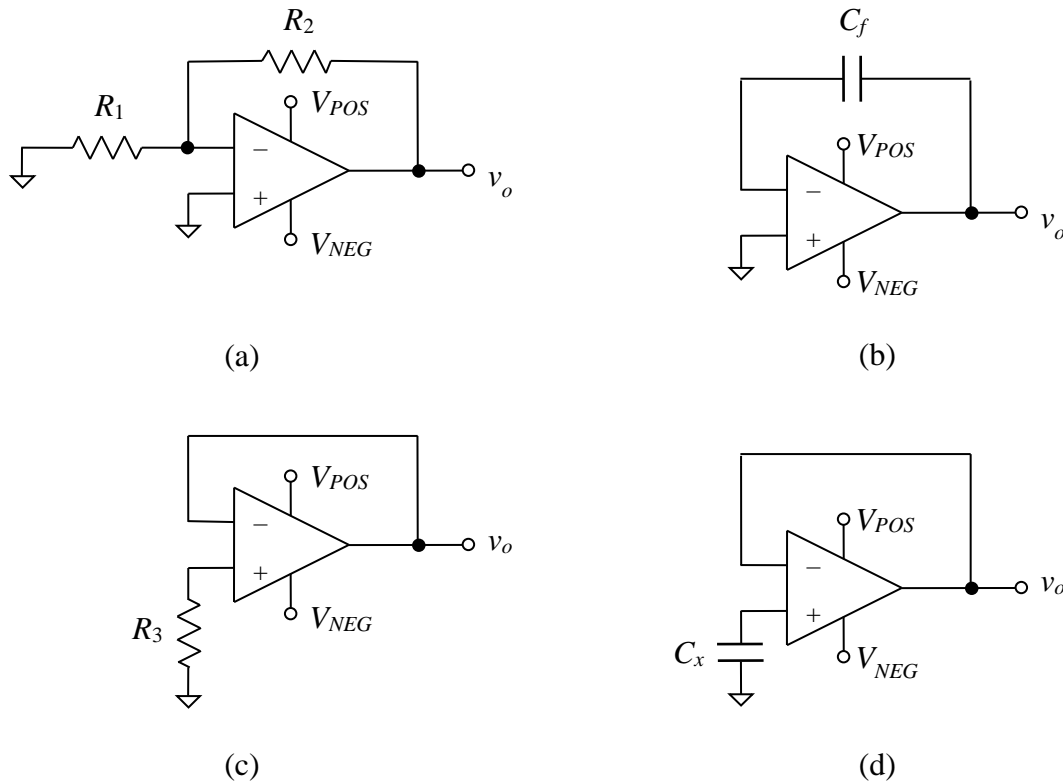 R2
R1
VPOS
−
+
vo
VNEG
(a)
Cf
VPOS
−
+
vo
VNEG
(b)
VPOS
−
+
vo
R3
VNEG
(c)
VPOS
−
+
vo
Cx
VNEG
(d)